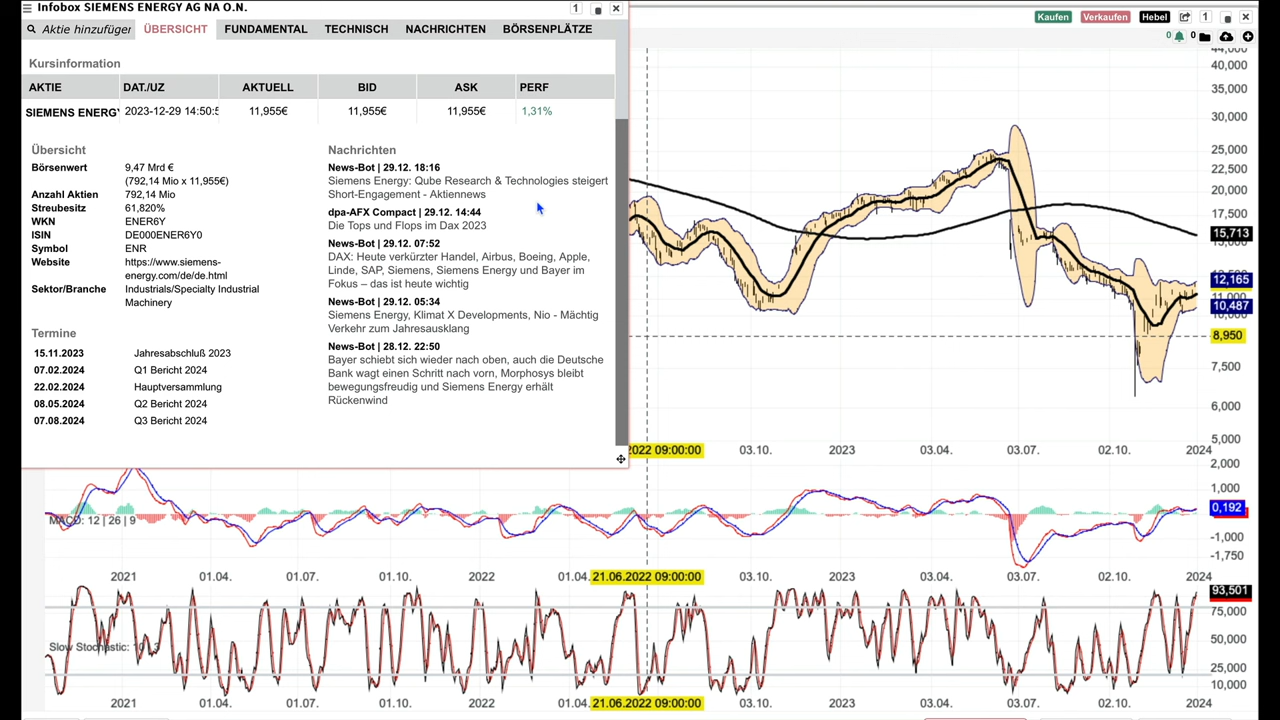 Infobox SIEMENS ENERGY AG NA O.N.
1
Aktie hinzufüger
ÜBERSICHT
FUNDAMENTAL
TECHNISCH
NACHRICHTEN
BÖRSENPLÄTZE
Kursinformation
AKTIE DAT./UZ AKTUELL BID ASK PERF
SIEMENS ENERGY 2023-12-29 14:50:5 11,955€ 11,955€ 11,955€ 1,31%
Übersicht
Börsenwert 9,47 Mrd €
(792,14 Mio x 11,955€)
Anzahl Aktien 792,14 Mio
Streubesitz 61,820%
WKN ENER6Y
ISIN DE000ENER6Y0
Symbol ENR
Website https://www.siemens-
energy.com/de/de.html
Sektor/Branche Industrials/Specialty Industrial
Machinery
Termine
15.11.2023 Jahresabschluß 2023
07.02.2024 Q1 Bericht 2024
22.02.2024 Hauptversammlung
08.05.2024 Q2 Bericht 2024
07.08.2024 Q3 Bericht 2024
Nachrichten
News-Bot | 29.12. 18:16
Siemens Energy: Qube Research & Technologies steigert
Short-Engagement - Aktiennews
dpa-AFX Compact | 29.12. 14:44
Die Tops und Flops im Dax 2023
News-Bot | 29.12. 07:52
DAX: Heute verkürzter Handel, Airbus, Boeing, Apple,
Linde, SAP, Siemens, Siemens Energy und Bayer im
Fokus – das ist heute wichtig
News-Bot | 29.12. 05:34
Siemens Energy, Klimat X Developments, Nio - Mächtig
Verkehr zum Jahresausklang
News-Bot | 28.12. 22:50
Bayer schiebt sich wieder nach oben, auch die Deutsche
Bank wagt einen Schritt nach vorn, Morphosys bleibt
bewegungsfreudig und Siemens Energy erhält
Rückenwind
Kaufen Verkaufen Hebel 1
0 0
44,000
40,000
35,000
30,000
25,000
22,500
20,000
17,500
15,713
15,000
12,500
12,165
11,000
10,487
10,000
8,950
7,500
6,000
5,000
2022 09:00:00 03.10. 2023 03.04. 03.07. 02.10. 2024
2,000
1,000
0,192
-1,000
-1,750
MACD: 12 | 26 | 9
2021 01.04. 01.07. 01.10. 2022 01.04. 21.06.2022 09:00:00 03.10. 2023 03.04. 03.07. 02.10. 2024
93,501
75,000
50,000
25,000
10,000
Slow Stochastic: 10 | 3
2021 01.04. 01.07. 01.10. 2022 01.04. 21.06.2022 09:00:00 03.10. 2023 03.04. 03.07. 02.10. 2024